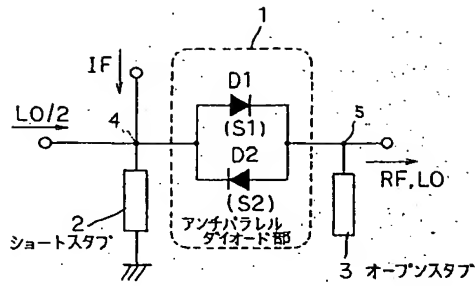 1
IF
LO/2
4
D1
(S1)
D2
(S2)
5
RF,LO
2
ショートスタブ
アンチパラレル
ダイオード部
3 オープンスタブ